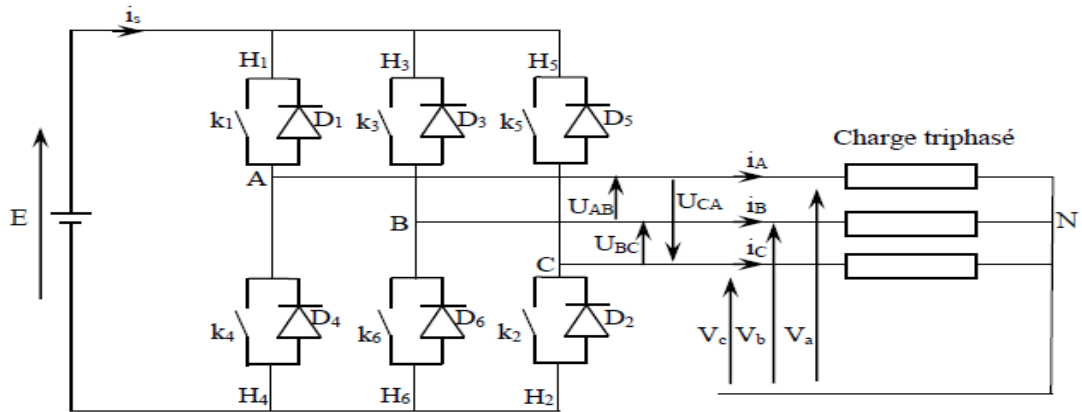 is
H1 H3 H5
k1 D1 k3 D3 k5 D5
Charge triphasé
A iA
E UAB UCA
B iB N
UBC
C iC
k4 D4 k6 D6 k2 D2
Vc Vb Va
H4 H6 H2